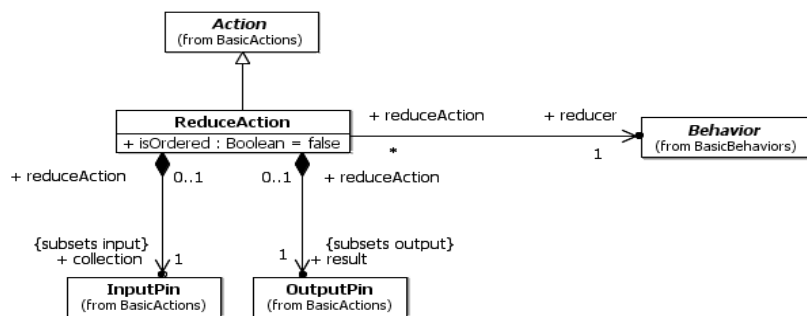 Action
(from BasicActions)
ReduceAction
+ isOrdered : Boolean = false
+ reduceAction
+ reducer
*
1
Behavior
(from BasicBehaviors)
+ reduceAction
0..1
0..1
+ reduceAction
{subsets input}
+ collection
1
1
{subsets output}
+ result
InputPin
(from BasicActions)
OutputPin
(from BasicActions)